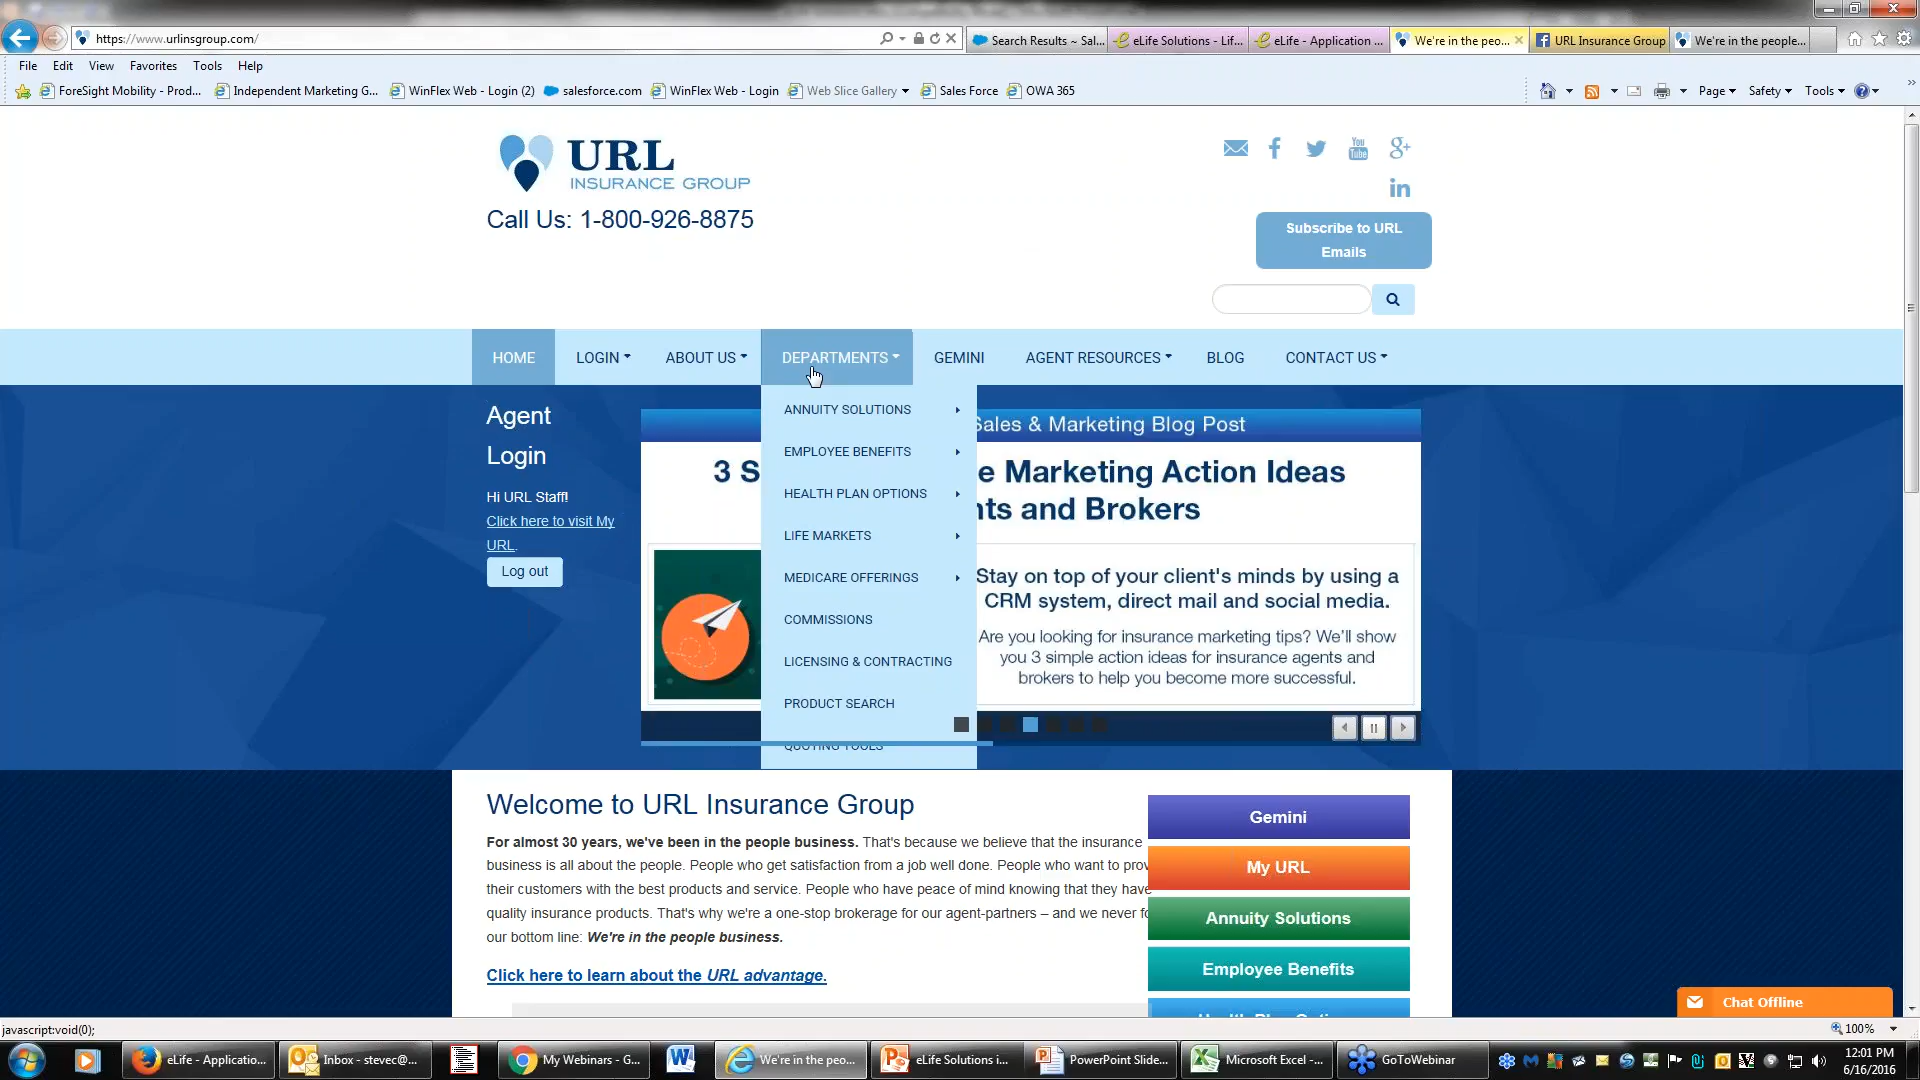 https://www.urlinsgroup.com/
Search Results ~ Sal...
eLife Solutions - Lif...
eLife - Application ...
We're in the peo...
URL Insurance Group
We're in the people...
File Edit View Favorites Tools Help
ForeSight Mobility - Prod...
Independent Marketing G...
WinFlex Web - Login (2)
salesforce.com
WinFlex Web - Login
Web Slice Gallery
Sales Force
OWA 365
Page Safety Tools
URL
INSURANCE GROUP
Call Us: 1-800-926-8875
You
Tube
Subscribe to URL
Emails
HOME LOGIN ABOUT US DEPARTMENTS GEMINI AGENT RESOURCES BLOG CONTACT US
Agent
Login
Hi URL Staff!
Click here to visit My
URL.
Log out
ANNUITY SOLUTIONS
EMPLOYEE BENEFITS
HEALTH PLAN OPTIONS
LIFE MARKETS
MEDICARE OFFERINGS
COMMISSIONS
LICENSING & CONTRACTING
PRODUCT SEARCH
QUOTING TOOLS
Sales & Marketing Blog Post
3 S e Marketing Action Ideas
nts and Brokers
Stay on top of your client's minds by using a
CRM system, direct mail and social media.
Are you looking for insurance marketing tips? We'll show
you 3 simple action ideas for insurance agents and
brokers to help you become more successful.
Welcome to URL Insurance Group
For almost 30 years, we've been in the people business. That's because we believe that the insurance
business is all about the people. People who get satisfaction from a job well done. People who want to prov
their customers with the best products and service. People who have peace of mind knowing that they have
quality insurance products. That's why we're a one-stop brokerage for our agent-partners – and we never fo
our bottom line: We're in the people business.
Click here to learn about the URL advantage.
Gemini
My URL
Annuity Solutions
Employee Benefits
Chat Offline
javascript:void(0);
100%
eLife - Applicatio...
Inbox - stevec@...
My Webinars - G...
We're in the peo...
eLife Solutions i...
PowerPoint Slide...
Microsoft Excel -...
GoToWebinar
12:01 PM
6/16/2016